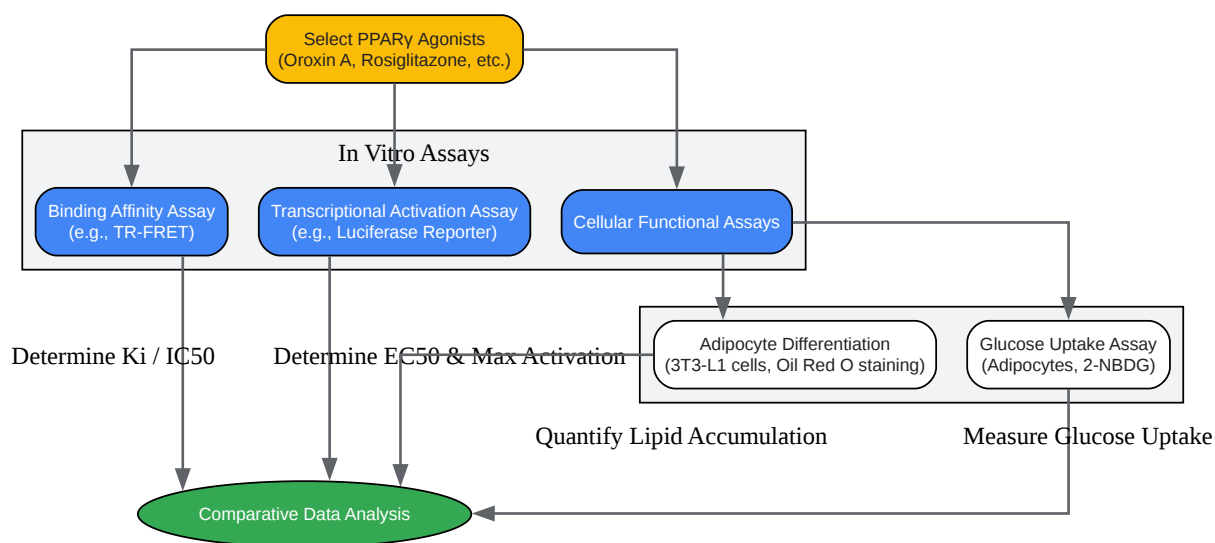 Select PPARγ Agonists
(Oroxin A, Rosiglitazone, etc.)
In Vitro Assays
Binding Affinity Assay
(e.g., TR-FRET)
Transcriptional Activation Assay
(e.g., Luciferase Reporter)
Cellular Functional Assays
Determine Ki / IC50
Determine EC50 & Max Activation
Adipocyte Differentiation
(3T3-L1 cells, Oil Red O staining)
Glucose Uptake Assay
(Adipocytes, 2-NBDG)
Quantify Lipid Accumulation
Measure Glucose Uptake
Comparative Data Analysis